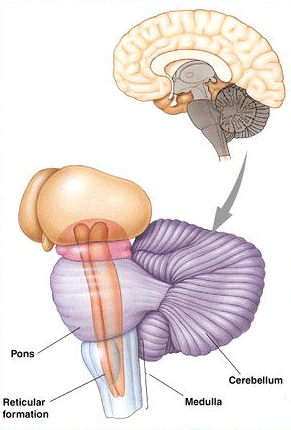 Pons
Cerebellum
Reticular
formation
Medulla